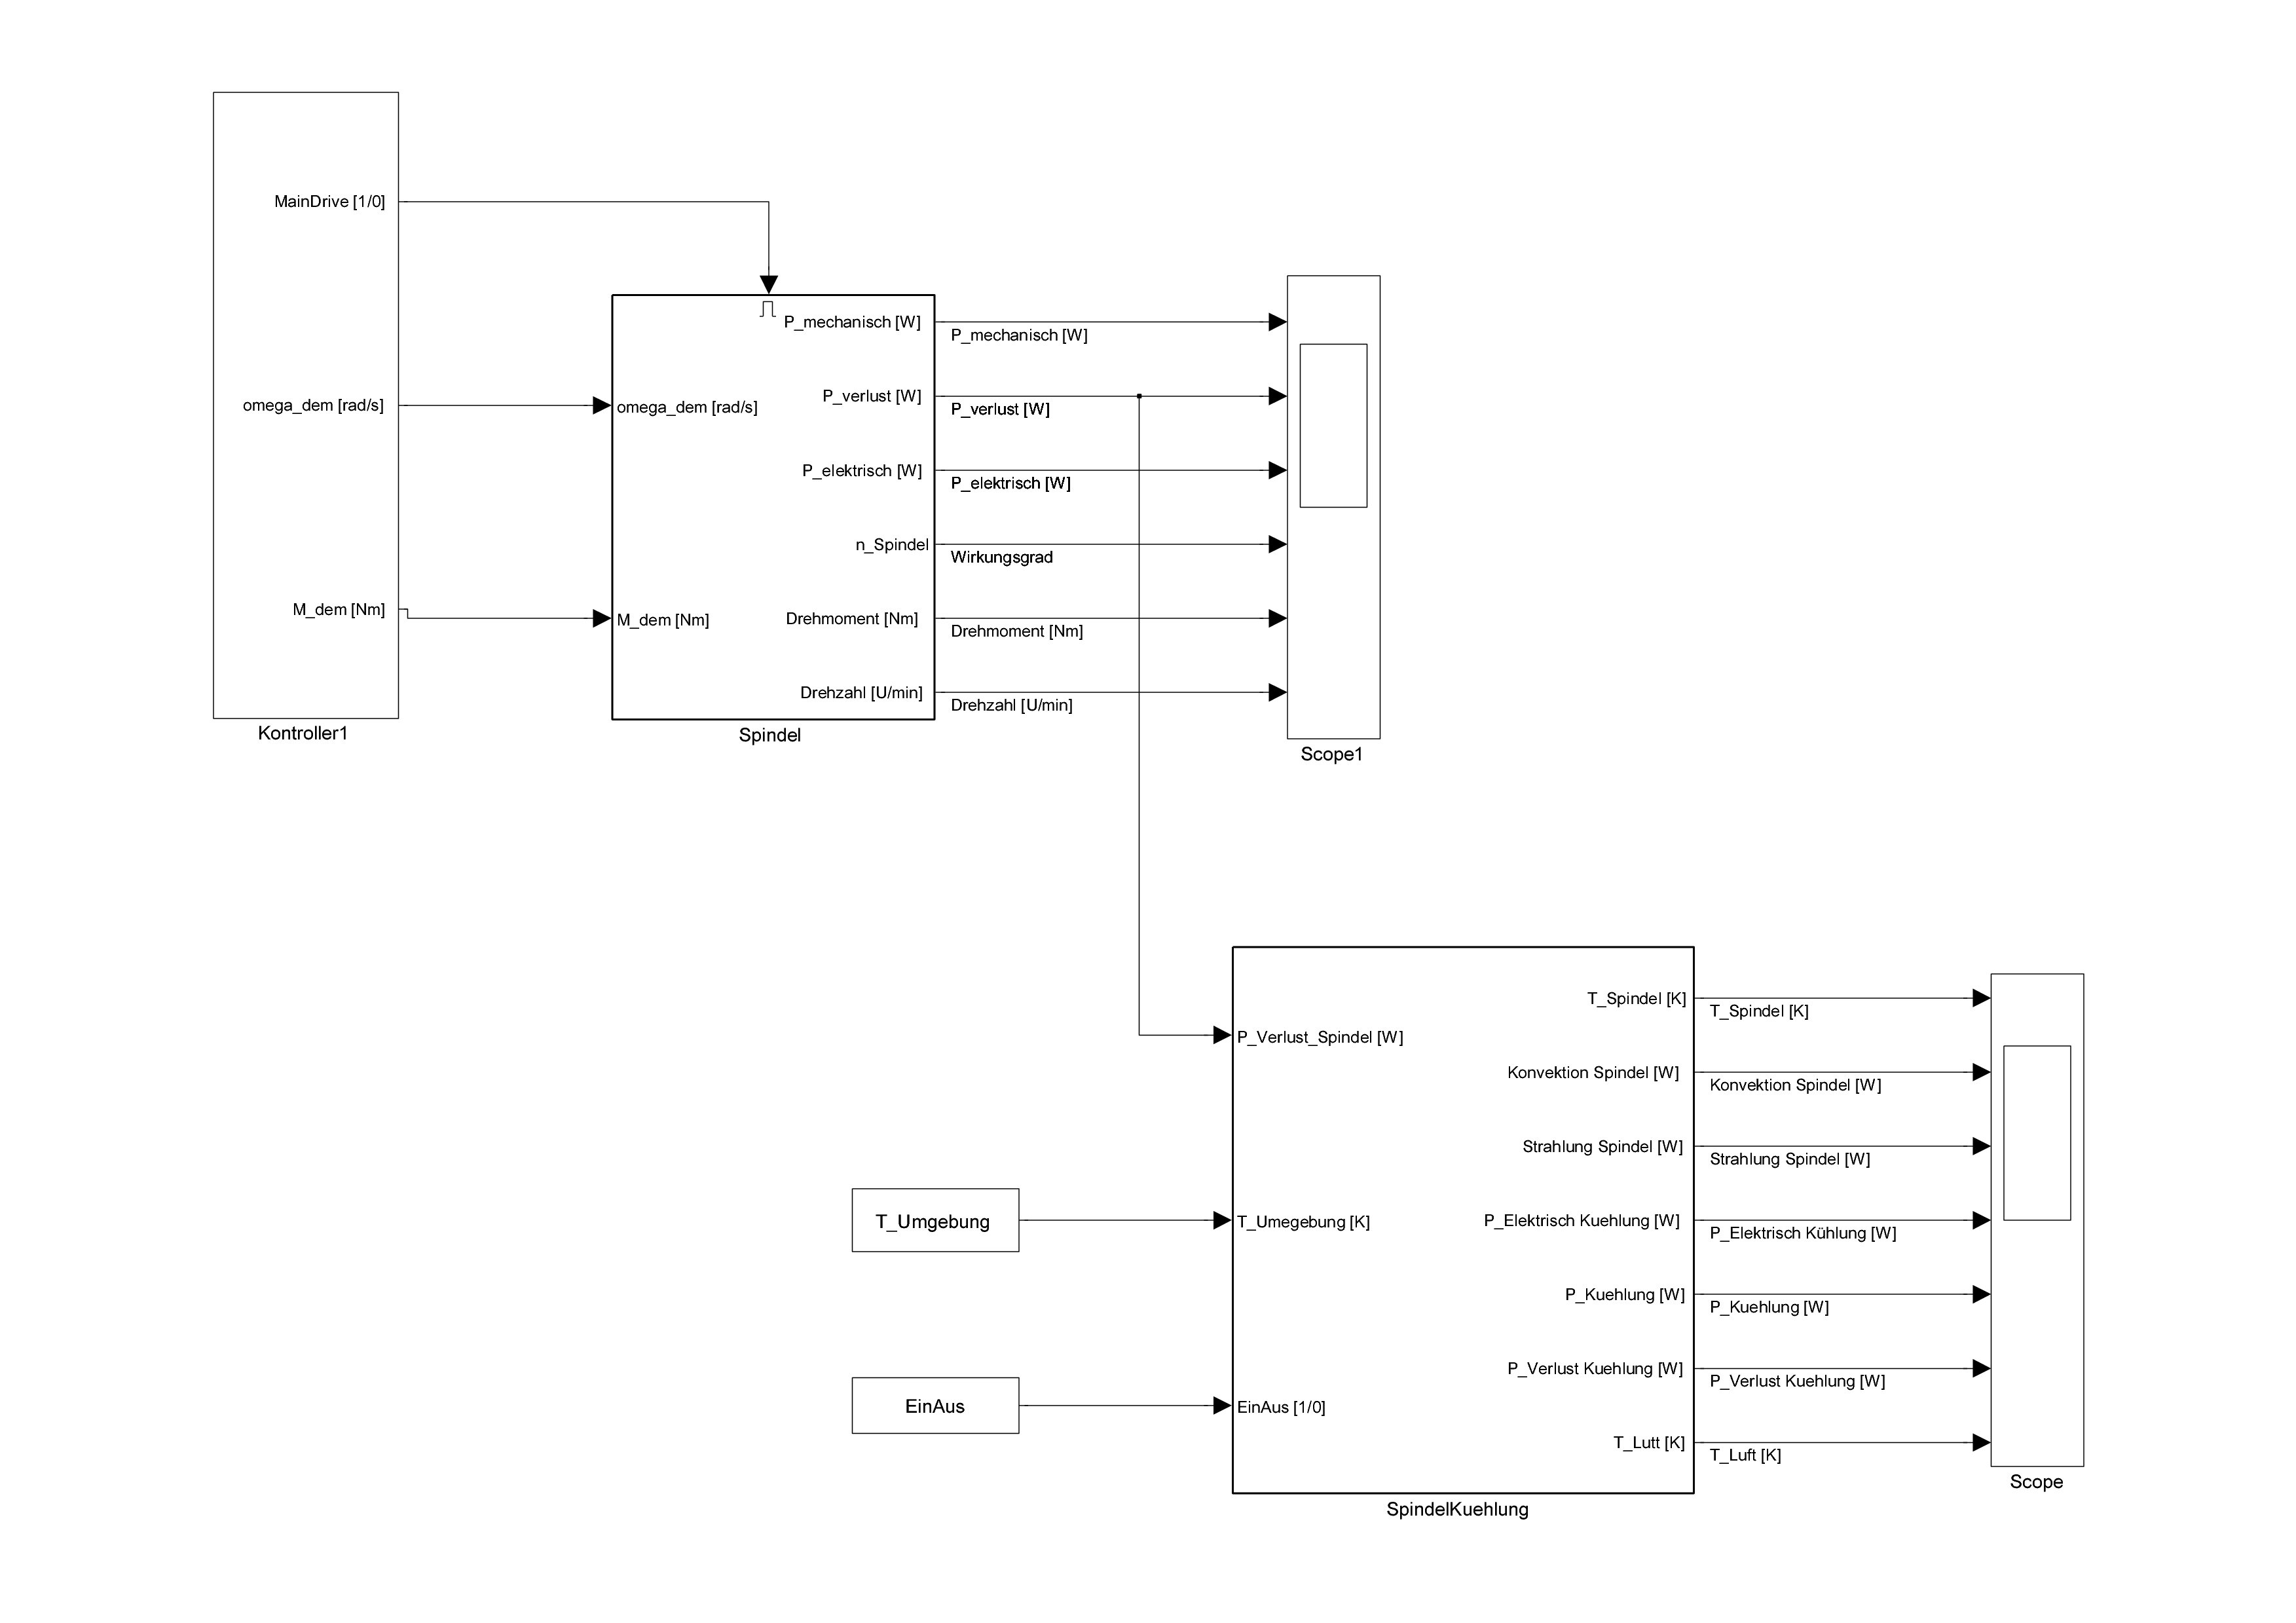 MainDrive [1/0]
omega_dem [rad/s]
M_dem [Nm]
Kontroller1
omega_dem [rad/s]
M_dem [Nm]
P_mechanisch [W]
P_verlust [W]
P_elektrisch [W]
n_Spindel
Drehmoment [Nm]
Drehzahl [U/min]
Spindel
P_mechanisch [W]
P_verlust [W]
P_elektrisch [W]
Wirkungsgrad
Drehmoment [Nm]
Drehzahl [U/min]
Scope1
T_Umgebung
EinAus
P_Verlust_Spindel [W]
T_Umegebung [K]
EinAus [1/0]
T_Spindel [K]
Konvektion Spindel [W]
Strahlung Spindel [W]
P_Elektrisch Kuehlung [W]
P_Kuehlung [W]
P_Verlust Kuehlung [W]
T_Lutt [K]
SpindelKuehlung
T_Spindel [K]
Konvektion Spindel [W]
Strahlung Spindel [W]
P_Elektrisch Kühlung [W]
P_Kuehlung [W]
P_Verlust Kuehlung [W]
T_Luft [K]
Scope